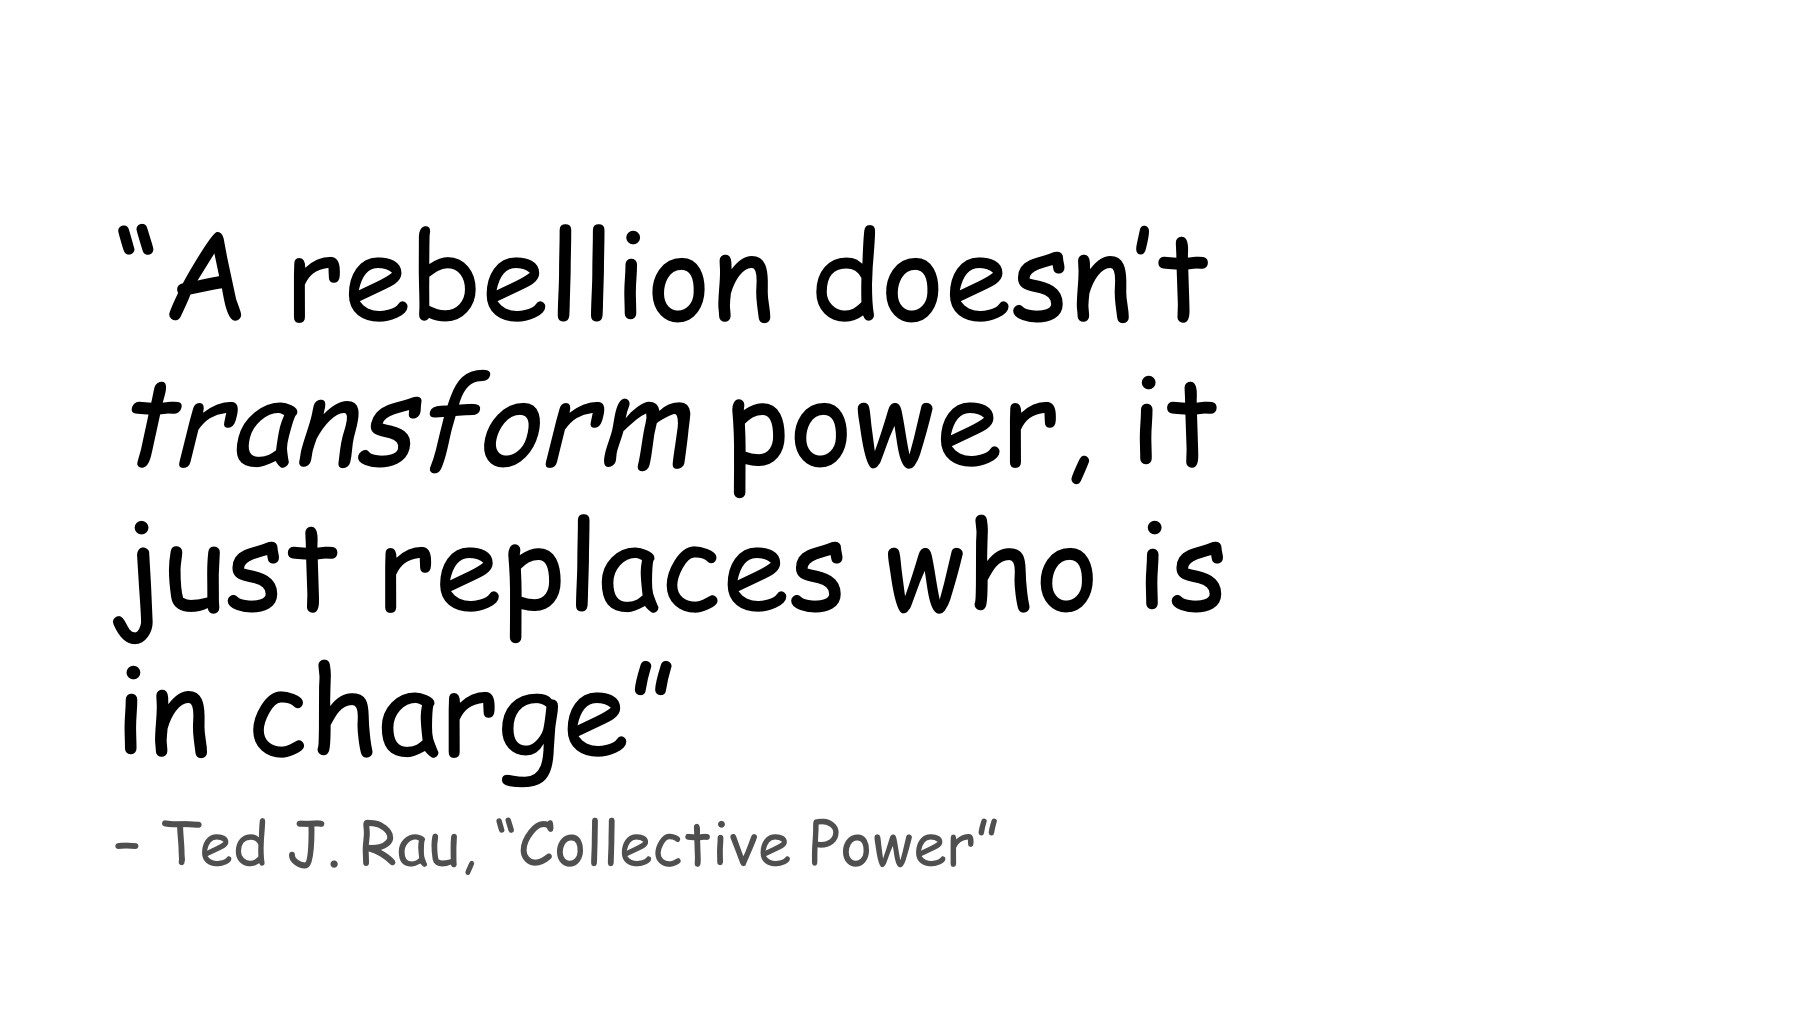 “A rebellion doesn’t
transform power, it
just replaces who is
in charge”
– Ted J. Rau, “Collective Power”